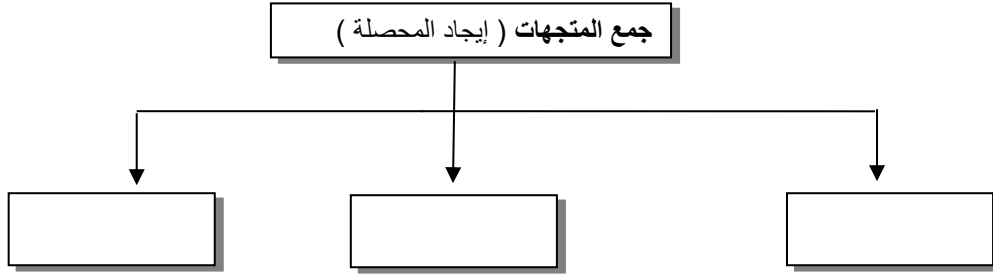 جمع المتجهات ( إيجاد المحصلة )